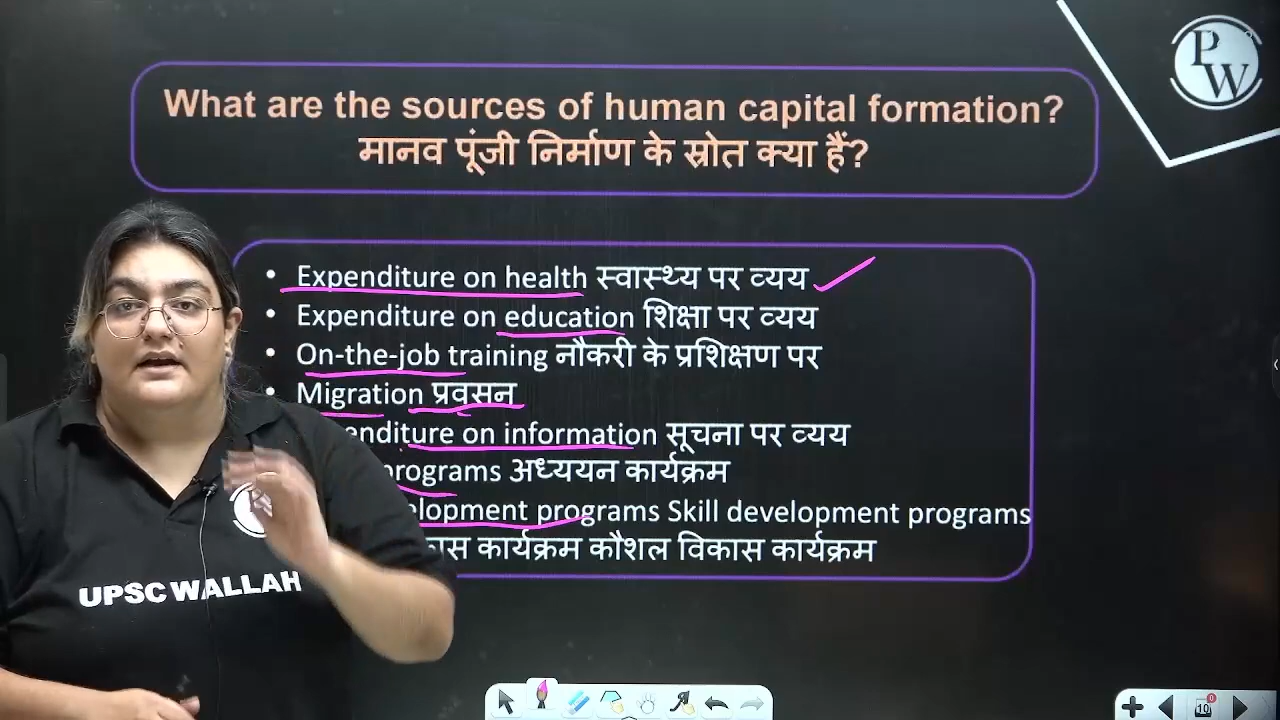 What are the sources of human capital formation?
मानव पूंजी निर्माण के स्रोत क्या हैं?
PW
• Expenditure on health स्वास्थ्य पर व्यय
• Expenditure on education शिक्षा पर व्यय
• On-the-job training नौकरी के प्रशिक्षण पर
• Migration प्रवसन
enditure on information सूचना पर व्यय
programs अध्ययन कार्यक्रम
elopment programs Skill development programs
कास कार्यक्रम कौशल विकास कार्यक्रम
UPSC WALLAH
10